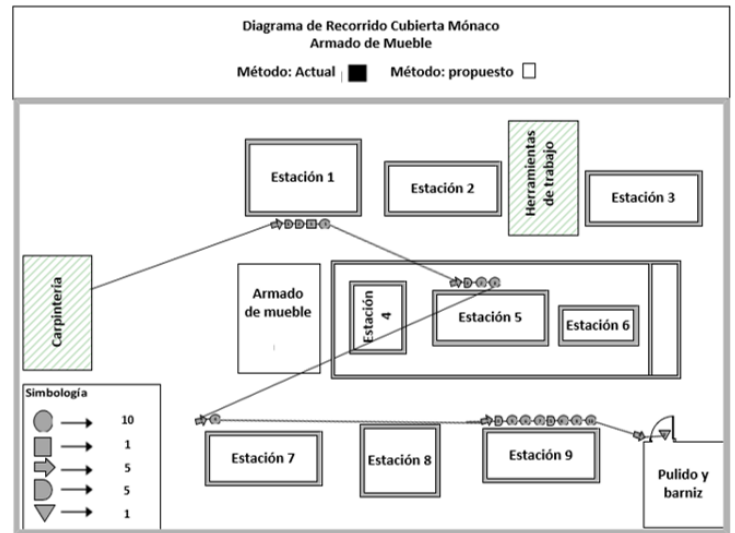 Diagrama de Recorrido Cubierta Mónaco
Armado de Mueble
Método: Actual
Método: propuesto
Estación 1
Estación 2
Herramientas
de trabajo
Estación 3
Carpintería
Armado
de mueble
Estación
4
Estación 5
Estación 6
Simbología
10
1
5
5
1
Estación 7
Estación 8
Estación 9
Pulido y
barniz